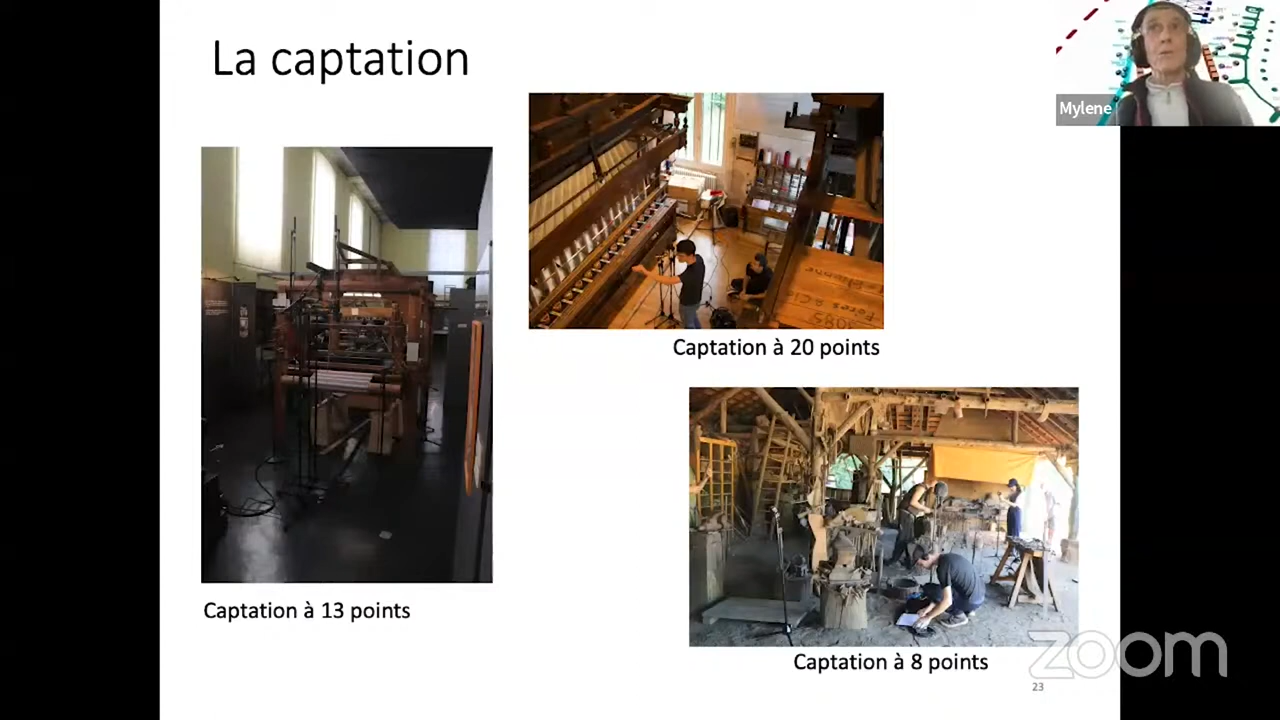 La captation
Mylene
Captation à 20 points
Captation à 13 points
Captation à 8 points
zoom
23